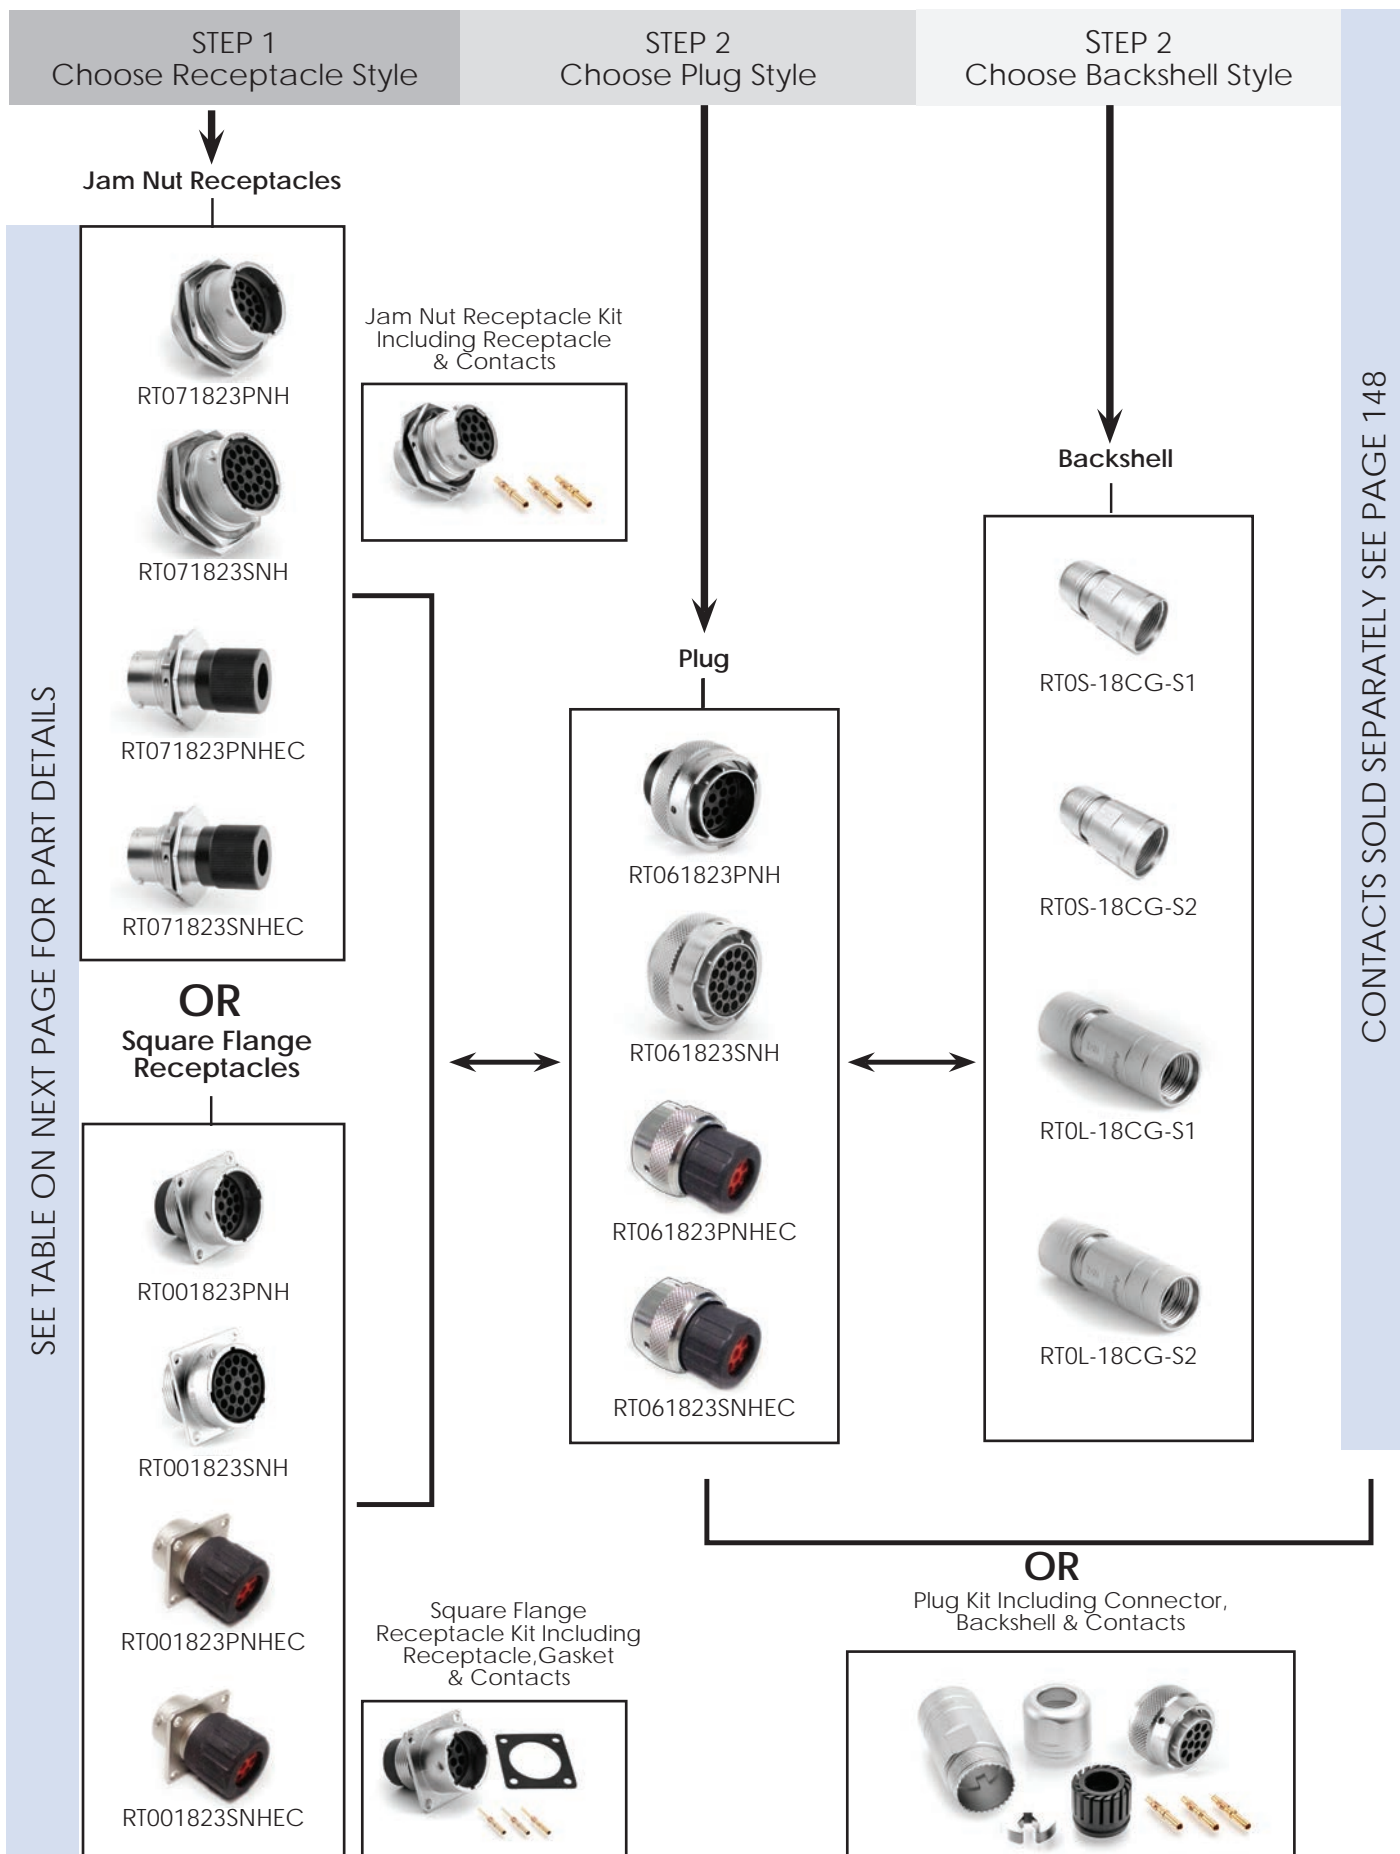 STEP 1
Choose Receptacle Style
STEP 2
Choose Plug Style
STEP 2
Choose Backshell Style
Jam Nut Receptacles
RT071823PNH
RT071823SNH
RT071823PNHEC
RT071823SNHEC
Jam Nut Receptacle Kit
Including Receptacle
& Contacts
OR
Square Flange
Receptacles
RT001823PNH
RT001823SNH
RT001823PNHEC
RT001823SNHEC
Square Flange
Receptacle Kit Including
Receptacle,Gasket
& Contacts
Plug
RT061823PNH
RT061823SNH
RT061823PNHEC
RT061823SNHEC
Backshell
RT0S-18CG-S1
RT0S-18CG-S2
RT0L-18CG-S1
RT0L-18CG-S2
OR
Plug Kit Including Connector,
Backshell & Contacts
SEE TABLE ON NEXT PAGE FOR PART DETAILS
CONTACTS SOLD SEPARATELY SEE PAGE 148